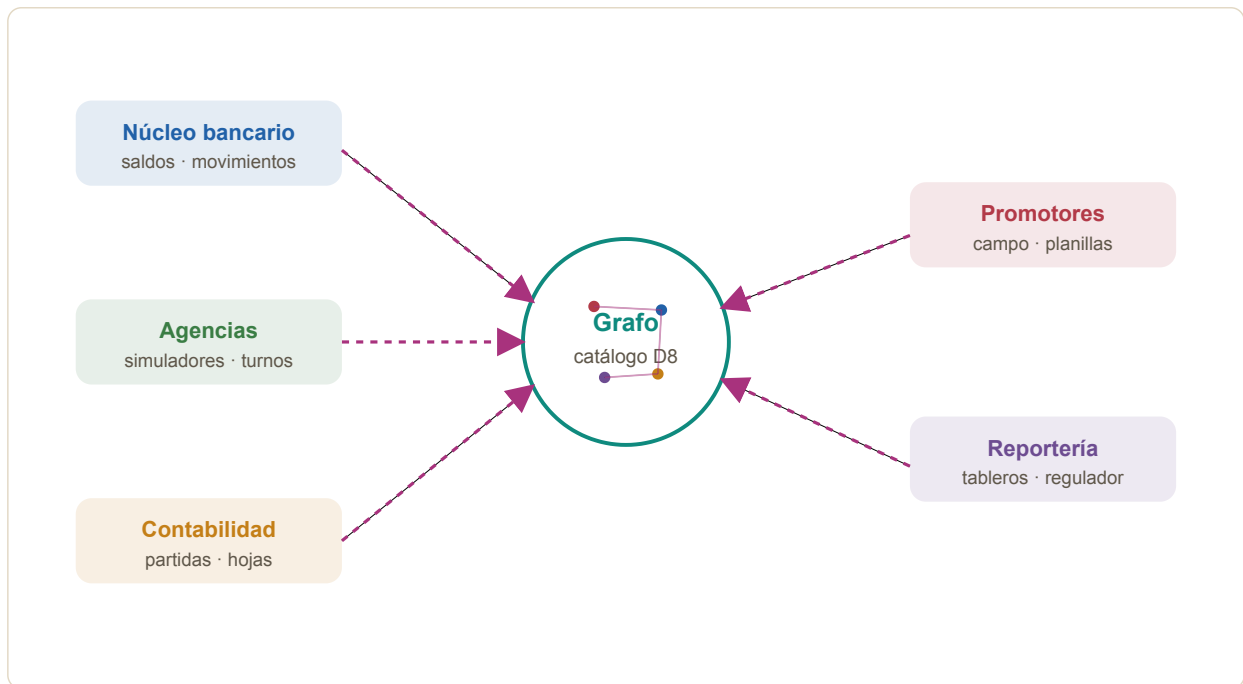 Núcleo bancario
saldos · movimientos
Agencias
simuladores · turnos
Contabilidad
partidas · hojas
Grafo
catálogo D8
Promotores
campo · planillas
Reportería
tableros · regulador